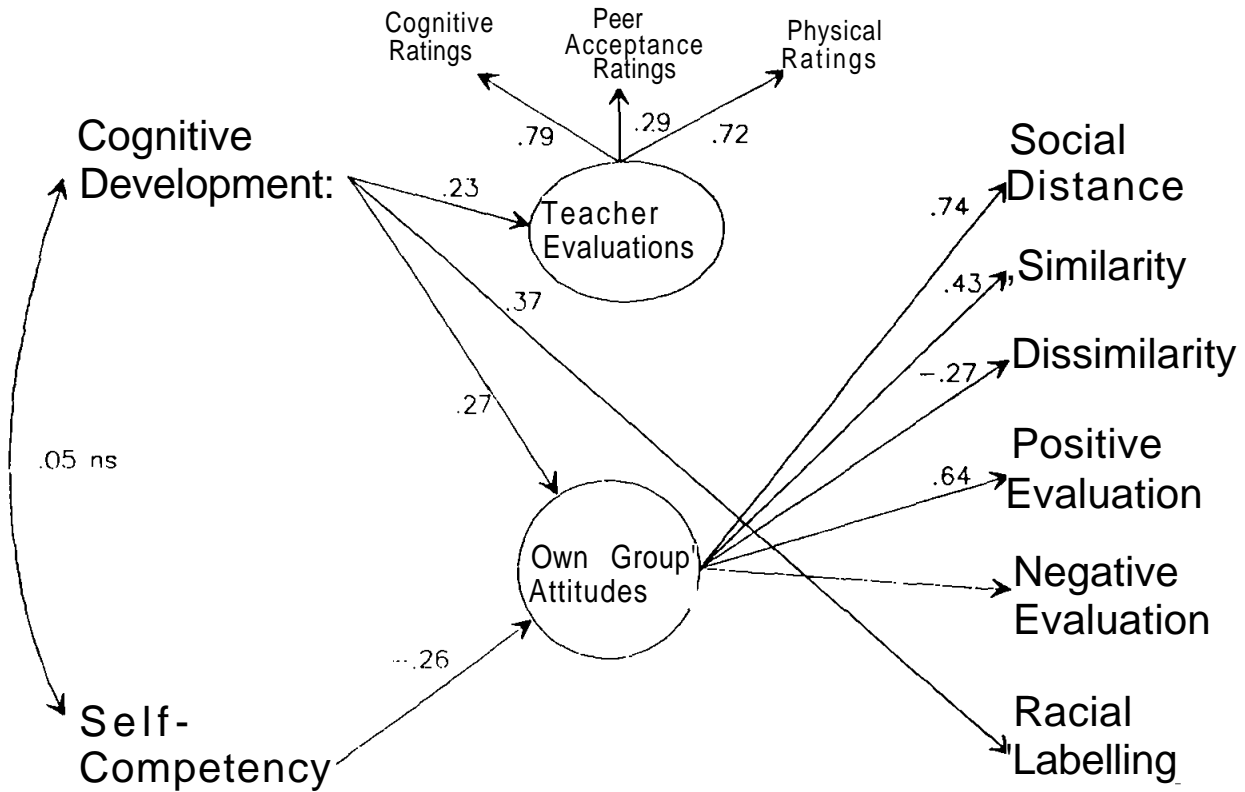 Cognitive
Ratings
Peer
Acceptance
Ratings
Physical
Ratings
.79
.29
.72
Cognitive
Development:
.23
Teacher
Evaluations
.37
.27
.05 ns
Own Group'
Attitudes
-.26
Self-
Competency
Social
Distance
.74
,Similarity
.43
Dissimilarity
-.27
Positive
Evaluation
.64
Negative
Evaluation
Racial
Labelling